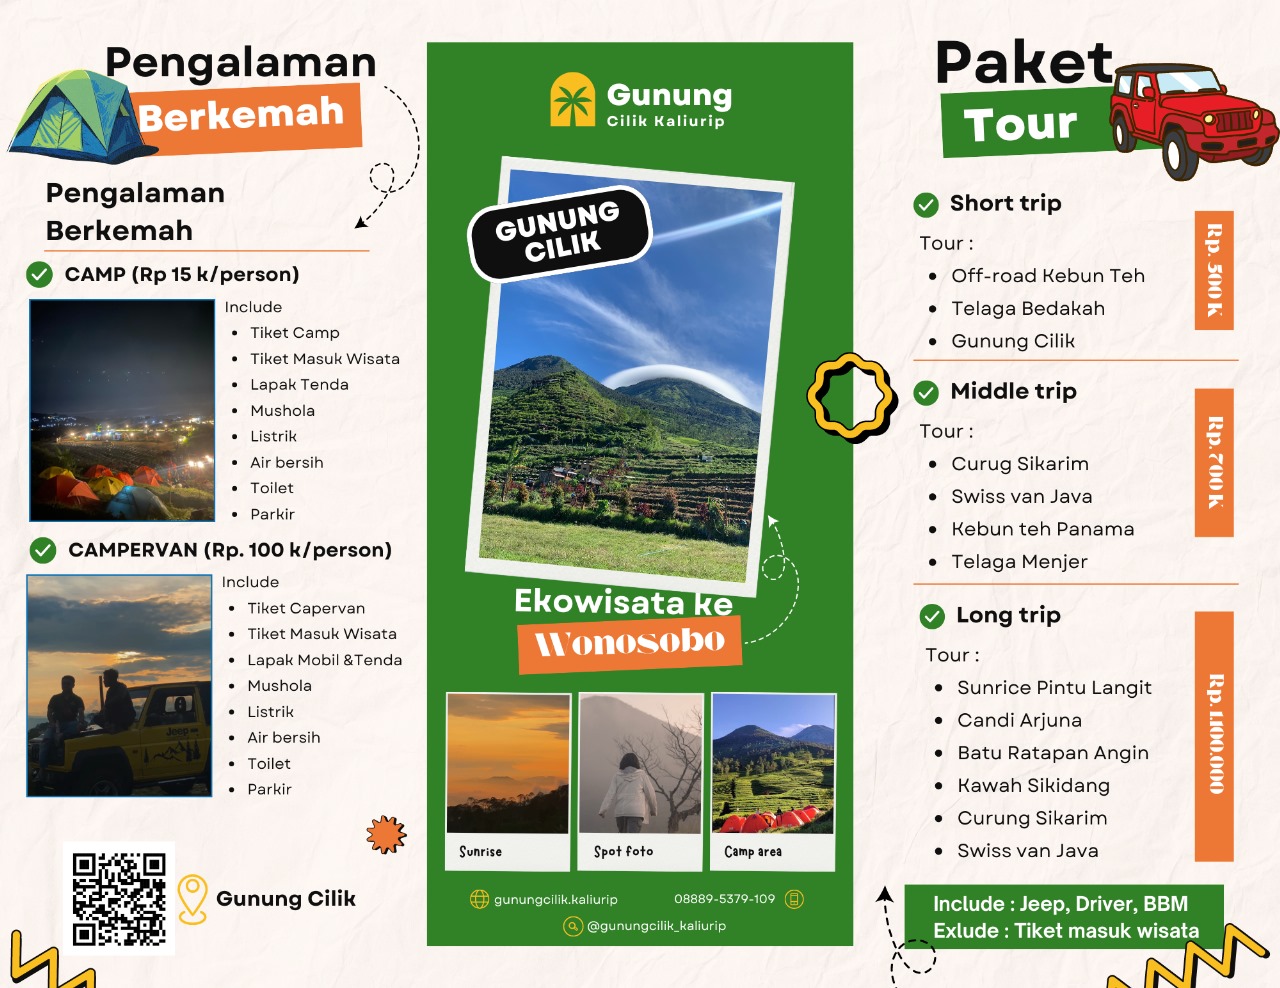 Pengalaman
Berkemah
Pengalaman
Berkemah
CAMP (Rp 15 k/person)
Include
Tiket Camp
Tiket Masuk Wisata
Lapak Tenda
Mushola
Listrik
Air bersih
Toilet
Parkir
CAMPERVAN (Rp. 100 k/person)
Include
Tiket Capervan
Tiket Masuk Wisata
Lapak Mobil &Tenda
Mushola
Listrik
Air bersih
Toilet
Parkir
Jeep
Gunung Cilik
Gunung
Cilik Kaliurip
GUNUNG
CILIK
Ekowisata ke
Wonosobo
Sunrise
Spot foto
Camp area
gunungcilik.kaliurip
08889-5379-109
@gunungcilik_kaliurip
Paket
Tour
Short trip
Tour :
Off-road Kebun Teh
Telaga Bedakah
Gunung Cilik
Rp. 500 K
Middle trip
Tour :
Curug Sikarim
Swiss van Java
Kebun teh Panama
Telaga Menjer
Rp.700 K
Long trip
Tour :
Sunrice Pintu Langit
Candi Arjuna
Batu Ratapan Angin
Kawah Sikidang
Curung Sikarim
Swiss van Java
Rp.1.100.000
Include : Jeep, Driver, BBM
Exlude : Tiket masuk wisata